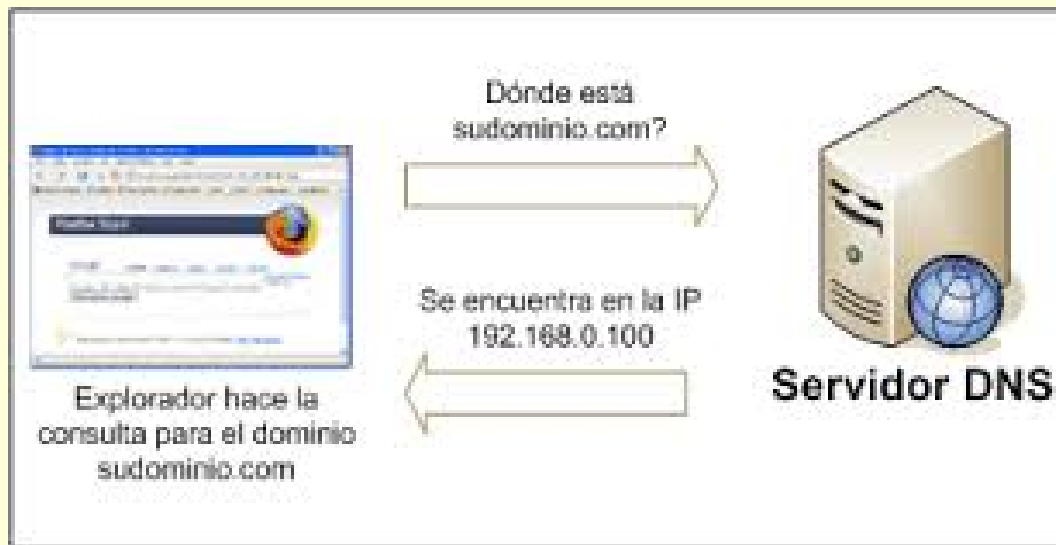 Dónde está
sudominio.com?
Se encuentra en la IP
192.168.0.100
Explorador hace la
consulta para el dominio
sudominio.com
Servidor DNS